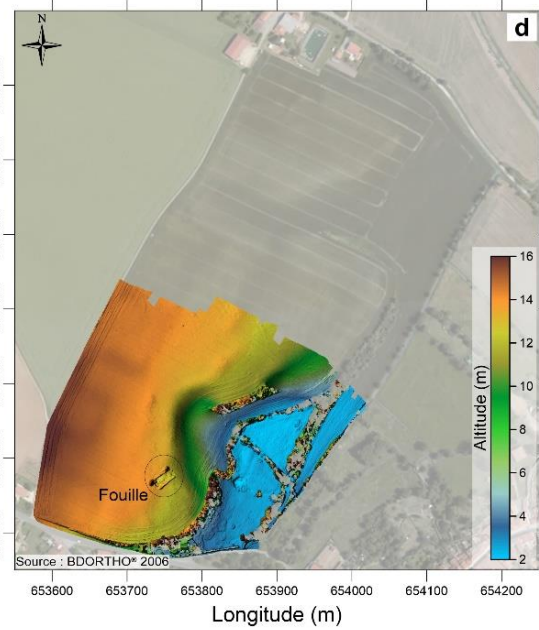 N
d
16
14
12
10
8
6
4
2
Altitude (m)
Fouille
Source : BDORTHO® 2006
653600 653700 653800 653900 654000 654100 654200
Longitude (m)